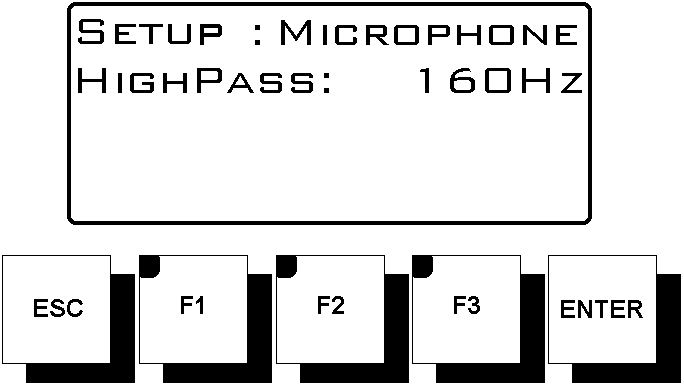 SETUP : MICROPHONE
HIGHPASS: 160HZ
ESC F1 F2 F3 ENTER